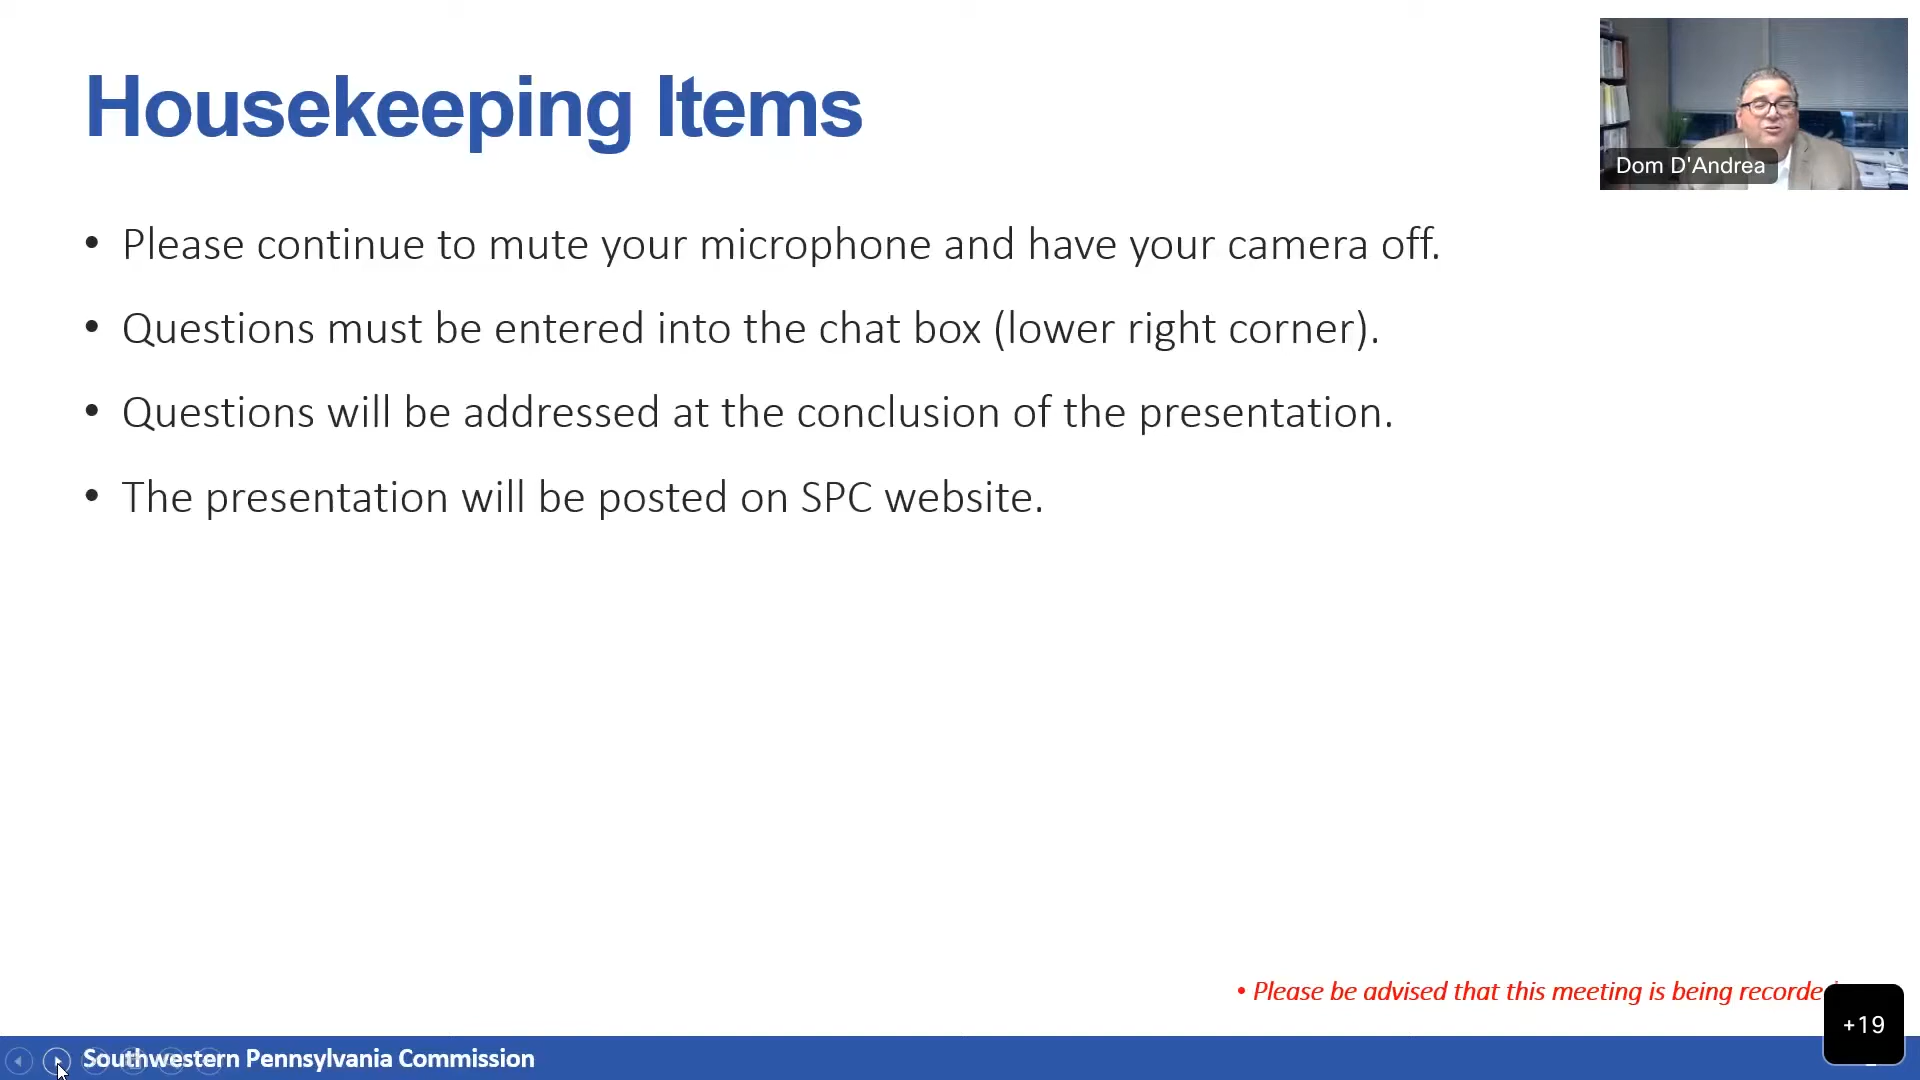 Housekeeping Items
Dom D'Andrea
• Please continue to mute your microphone and have your camera off.
• Questions must be entered into the chat box (lower right corner).
• Questions will be addressed at the conclusion of the presentation.
• The presentation will be posted on SPC website.
• Please be advised that this meeting is being recorde
+19
Southwestern Pennsylvania Commission